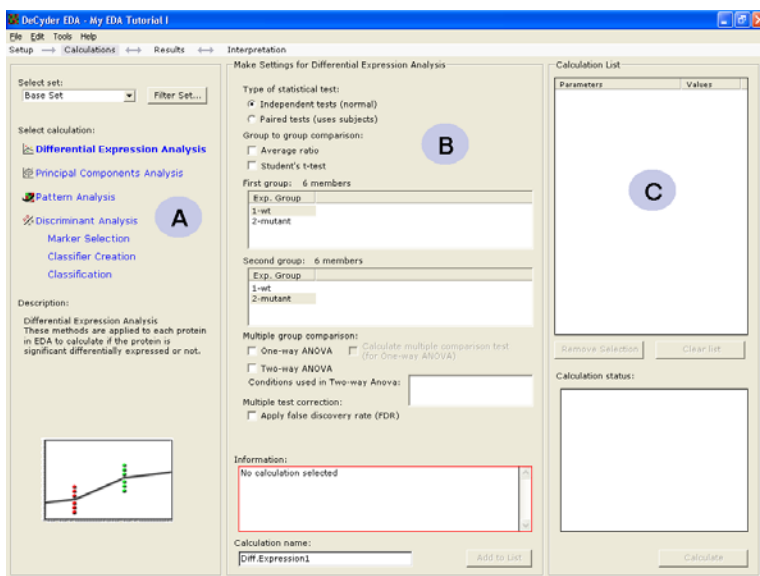 DeCyder EDA - My EDA Tutorial I
File Edit Tools Help
Setup Calculations Results Interpretation
Select set:
Base Set
Filter Set...
Select calculation:
Differential Expression Analysis
Principal Components Analysis
Pattern Analysis
Discriminant Analysis
Marker Selection
Classifier Creation
Classification
A
Description:
Differential Expression Analysis
These methods are applied to each protein
in EDA to calculate if the protein is
significant differentially expressed or not.
Make Settings for Differential Expression Analysis
Type of statistical test:
Independent tests (normal)
Paired tests (uses subjects)
Group to group comparison:
Average ratio
Student's t-test
B
First group: 6 members
Exp. Group
1-wt
2-mutant
Second group: 6 members
Exp. Group
1-wt
2-mutant
Multiple group comparison:
One-way ANOVA
Calculate multiple comparison test
(for One-way ANOVA)
Two-way ANOVA
Conditions used in Two-way Anova:
Multiple test correction:
Apply false discovery rate (FDR)
Information:
No calculation selected
Calculation name:
Diff.Expression1
Add to List
Calculation List
Parameters Values
C
Remove Selection
Clear list
Calculation status:
Calculate